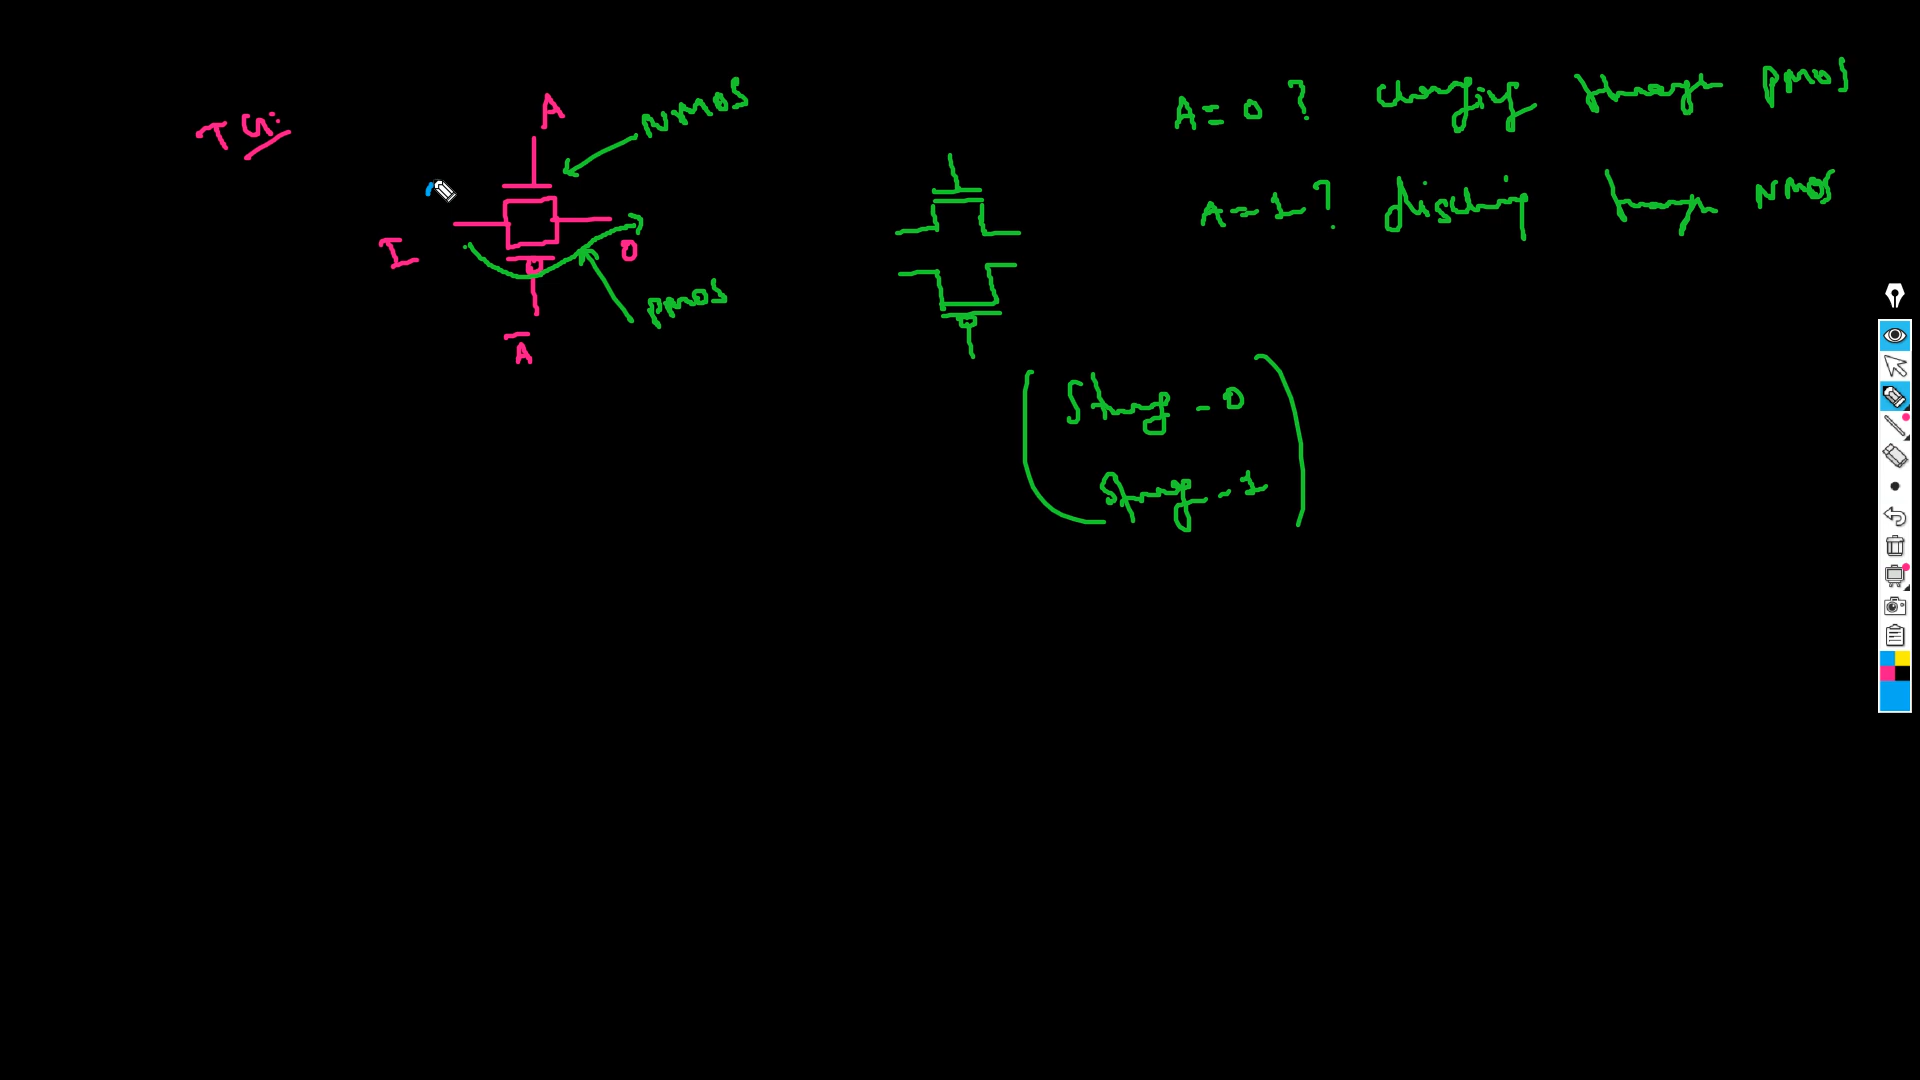 TG:
A
NMOS
I
O
PMOS
A̅
A = 0 ? charging through PMOS
A = 1 ? discharging through NMOS
Strong - 0
Strong - 1